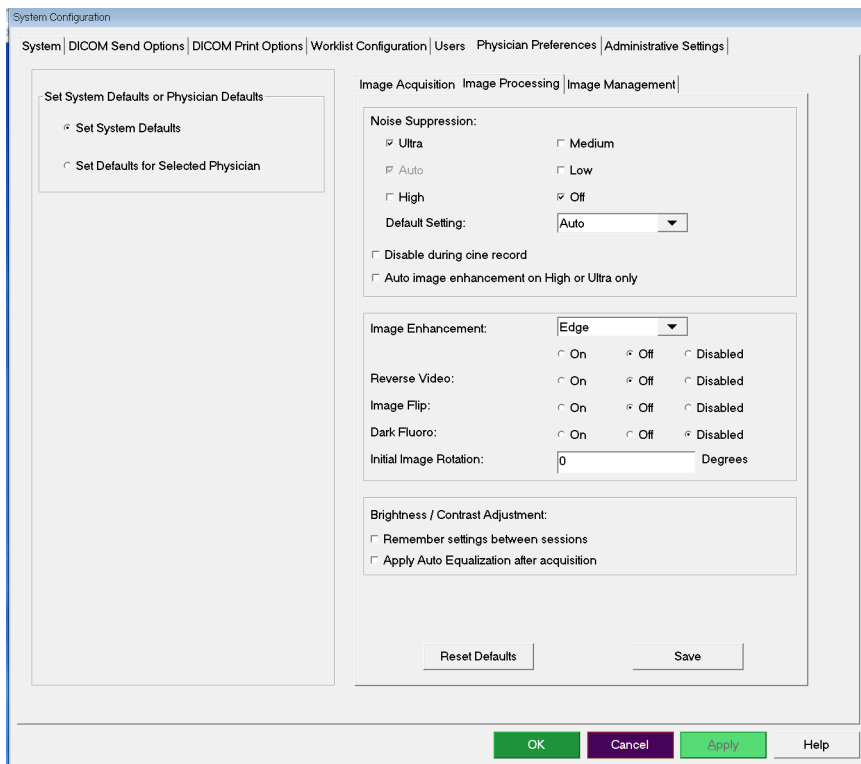 System Configuration
System DICOM Send Options DICOM Print Options Worklist Configuration Users Physician Preferences Administrative Settings
Set System Defaults or Physician Defaults
Set System Defaults
Set Defaults for Selected Physician
Image Acquisition Image Processing Image Management
Noise Suppression:
Ultra Medium
Auto Low
High Off
Default Setting: Auto
Disable during cine record
Auto image enhancement on High or Ultra only
Image Enhancement: Edge
On Off Disabled
Reverse Video: On Off Disabled
Image Flip: On Off Disabled
Dark Fluoro: On Off Disabled
Initial Image Rotation: 0 Degrees
Brightness / Contrast Adjustment:
Remember settings between sessions
Apply Auto Equalization after acquisition
Reset Defaults Save
OK Cancel Apply Help